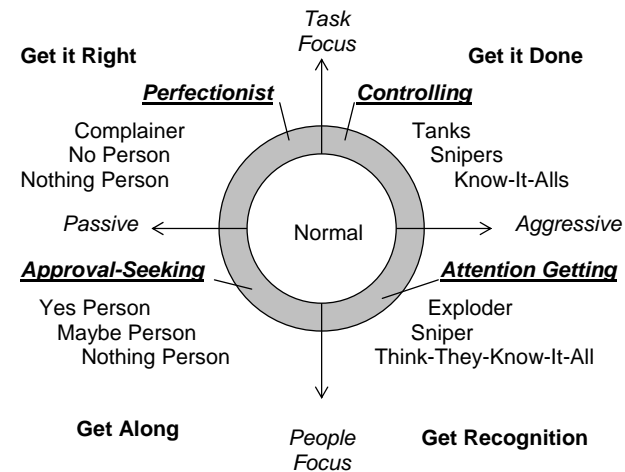 Task
Focus
Get it Right
Get it Done
Perfectionist
Controlling
Complainer
No Person
Nothing Person
Tanks
Snipers
Know-It-Alls
Passive
Normal
Aggressive
Approval-Seeking
Attention Getting
Yes Person
Maybe Person
Nothing Person
Exploder
Sniper
Think-They-Know-It-All
Get Along
People
Focus
Get Recognition